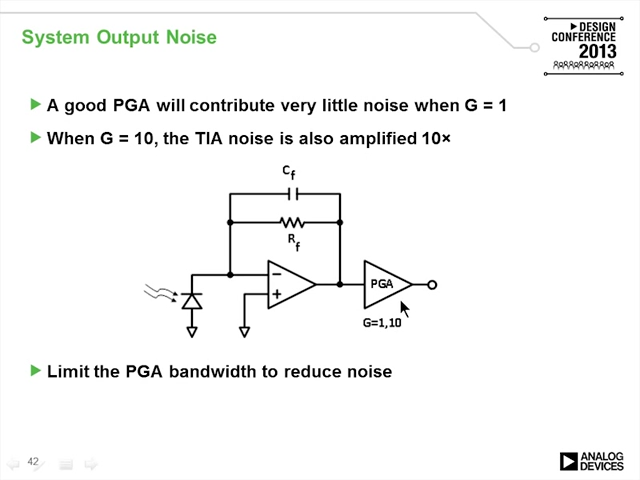 System Output Noise
DESIGN
CONFERENCE
2013
A good PGA will contribute very little noise when G = 1
When G = 10, the TIA noise is also amplified 10×
Cf
Rf
−
+
PGA
G=1,10
Limit the PGA bandwidth to reduce noise
42
ANALOG
DEVICES